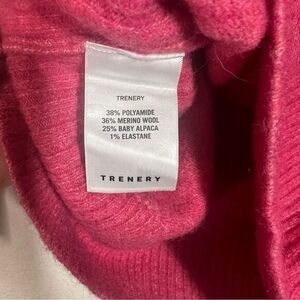 TRENERY
38% POLYAMIDE
36% MERINO WOOL
25% BABY ALPACA
1% ELASTANE
TRENERY